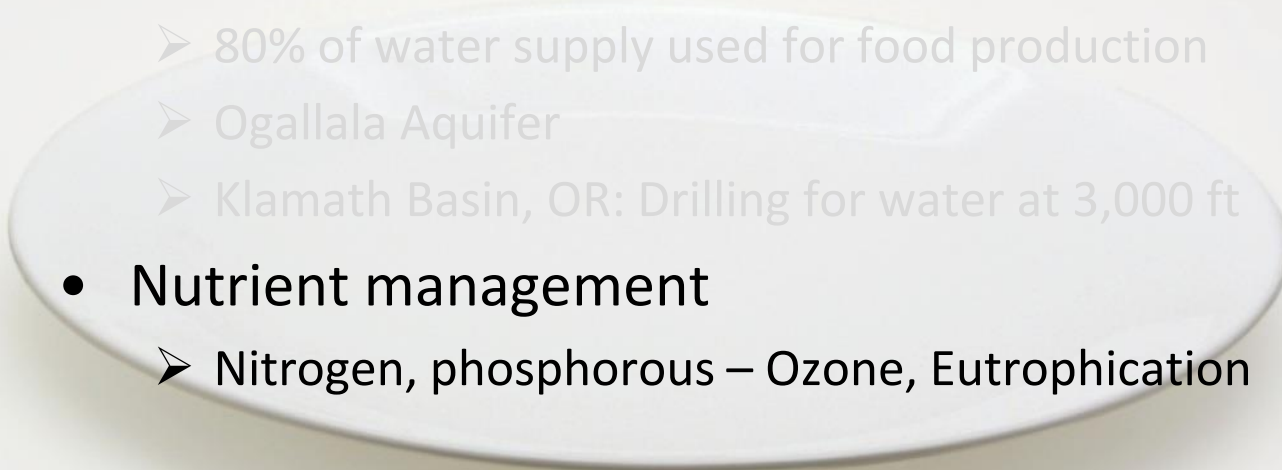 ➢ 80% of water supply used for food production
➢ Ogallala Aquifer
➢ Klamath Basin, OR: Drilling for water at 3,000 ft
• Nutrient management
➢ Nitrogen, phosphorous – Ozone, Eutrophication